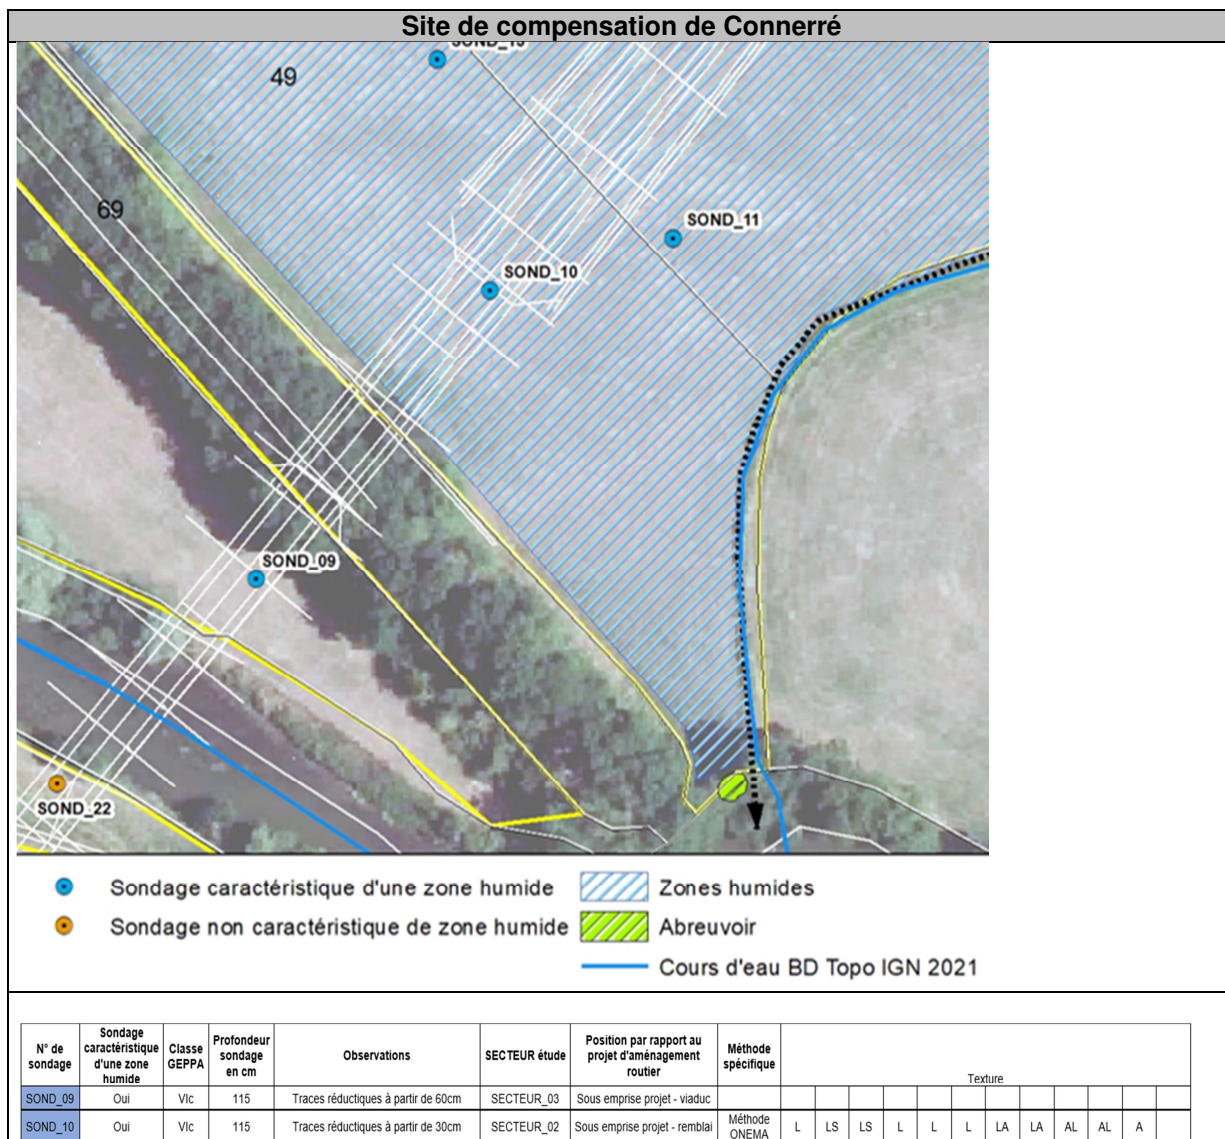 Site de compensation de Connerré
SOND_13
49
69
SOND_11
SOND_10
SOND_09
SOND_22
Sondage caractéristique d'une zone humide
Zones humides
Sondage non caractéristique de zone humide
Abreuvoir
Cours d'eau BD Topo IGN 2021
N° de sondage Sondage caractéristique d'une zone humide Classe GEPPA Profondeur sondage en cm Observations SECTEUR étude Position par rapport au projet d'aménagement routier Méthode spécifique Texture
SOND_09 Oui VIc 115 Traces réductiques à partir de 60cm SECTEUR_03 Sous emprise projet - viaduc
SOND_10 Oui VIc 115 Traces réductiques à partir de 30cm SECTEUR_02 Sous emprise projet - remblai Méthode ONEMA L LS LS L L L LA LA AL AL A